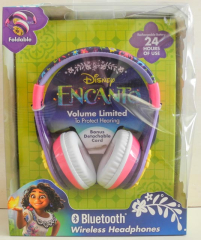 Foldable
24
HOURS
OF USE
Disney
ENCANTO
Volume Limited
To Protect Hearing
Bonus
Detachable
Cord
Bluetooth®
Wireless Headphones